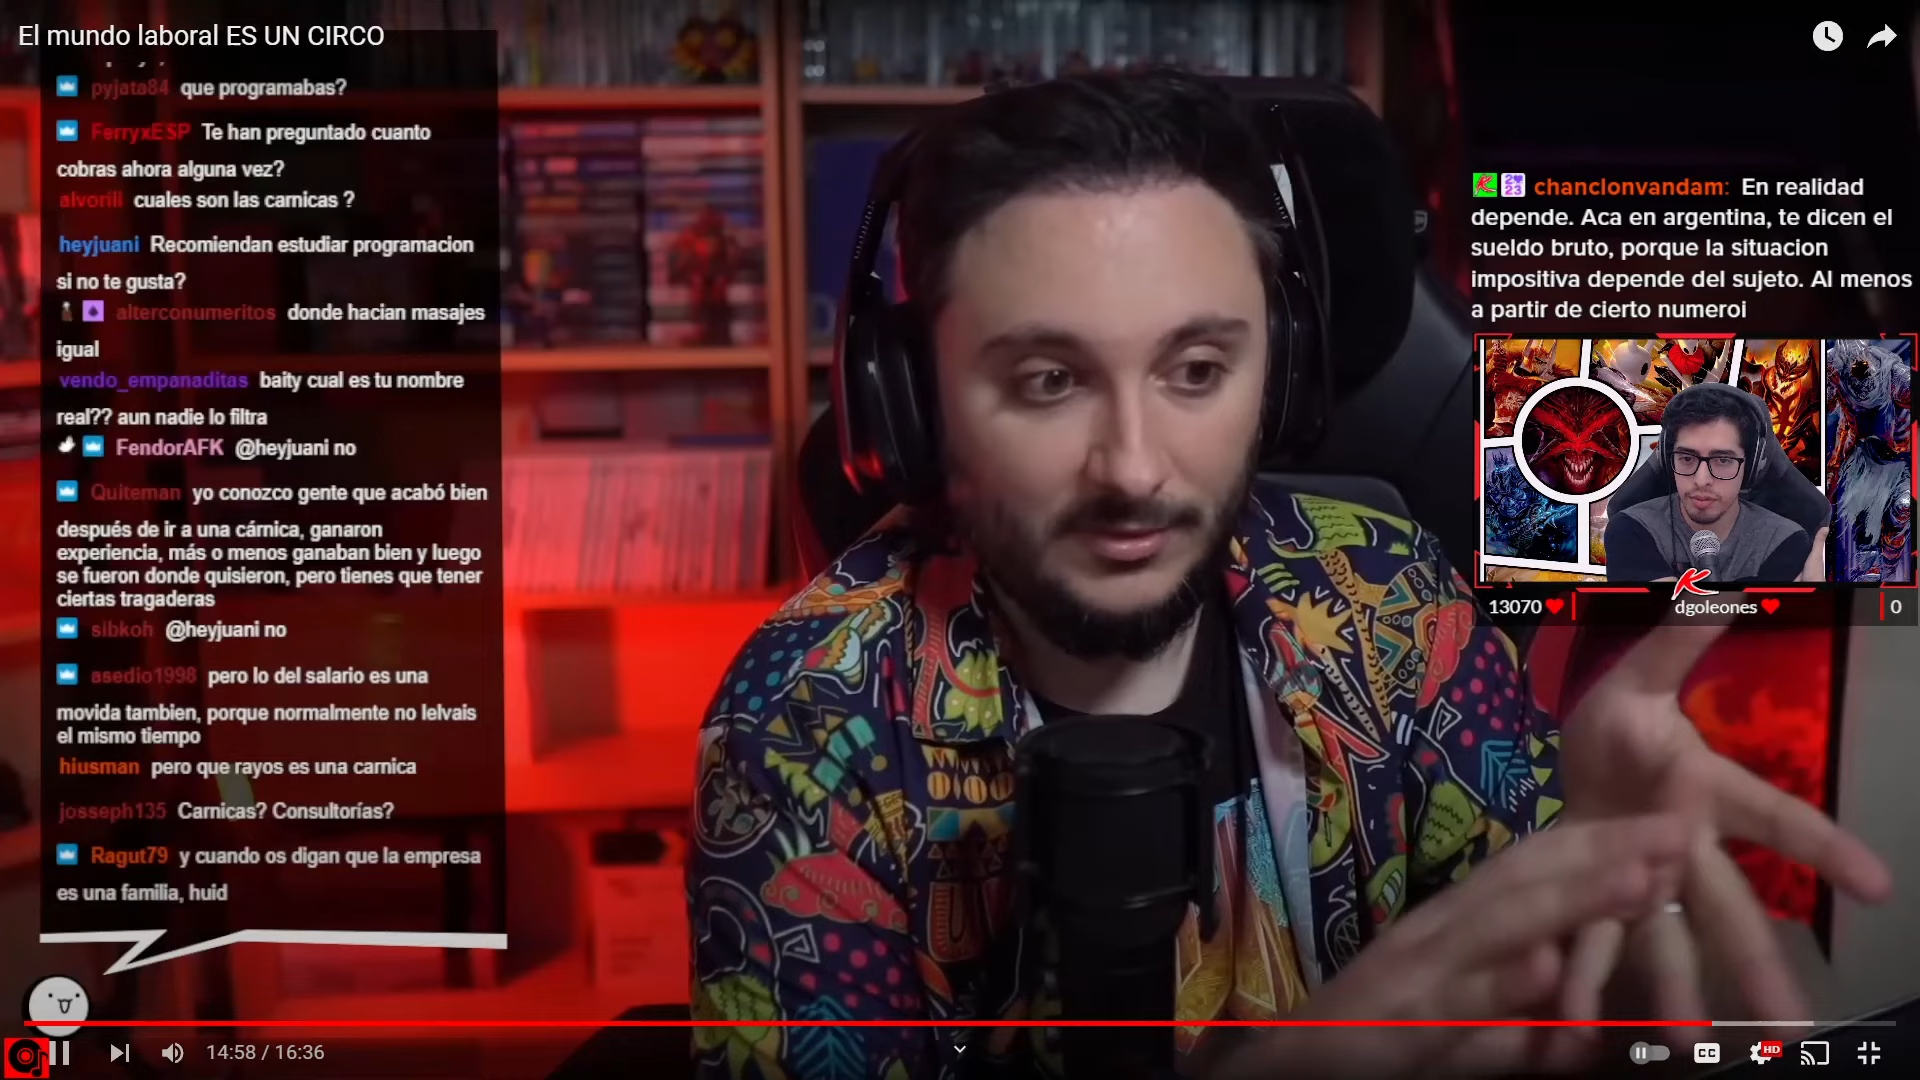 El mundo laboral ES UN CIRCO
pyjata84 que programabas?
FerryxESP Te han preguntado cuanto
cobras ahora alguna vez?
alvorill cuales son las carnicas ?
heyjuani Recomiendan estudiar programacion
si no te gusta?
alterconumeritos donde hacian masajes
igual
vendo_empanaditas baity cual es tu nombre
real?? aun nadie lo filtra
FendorAFK @heyjuani no
Quiteman yo conozco gente que acabó bien
después de ir a una cárnica, ganaron
experiencia, más o menos ganaban bien y luego
se fueron donde quisieron, pero tienes que tener
ciertas tragaderas
sibkoh @heyjuani no
asedio1998 pero lo del salario es una
movida tambien, porque normalmente no lelvais
el mismo tiempo
hiusman pero que rayos es una carnica
josseph135 Carnicas? Consultorías?
Ragut79 y cuando os digan que la empresa
es una familia, huid
2 23 chanclonvandam: En realidad
depende. Aca en argentina, te dicen el
sueldo bruto, porque la situacion
impositiva depende del sujeto. Al menos
a partir de cierto numeroi
K
13070 dgoleones 0
14:58 / 16:36
CC HD